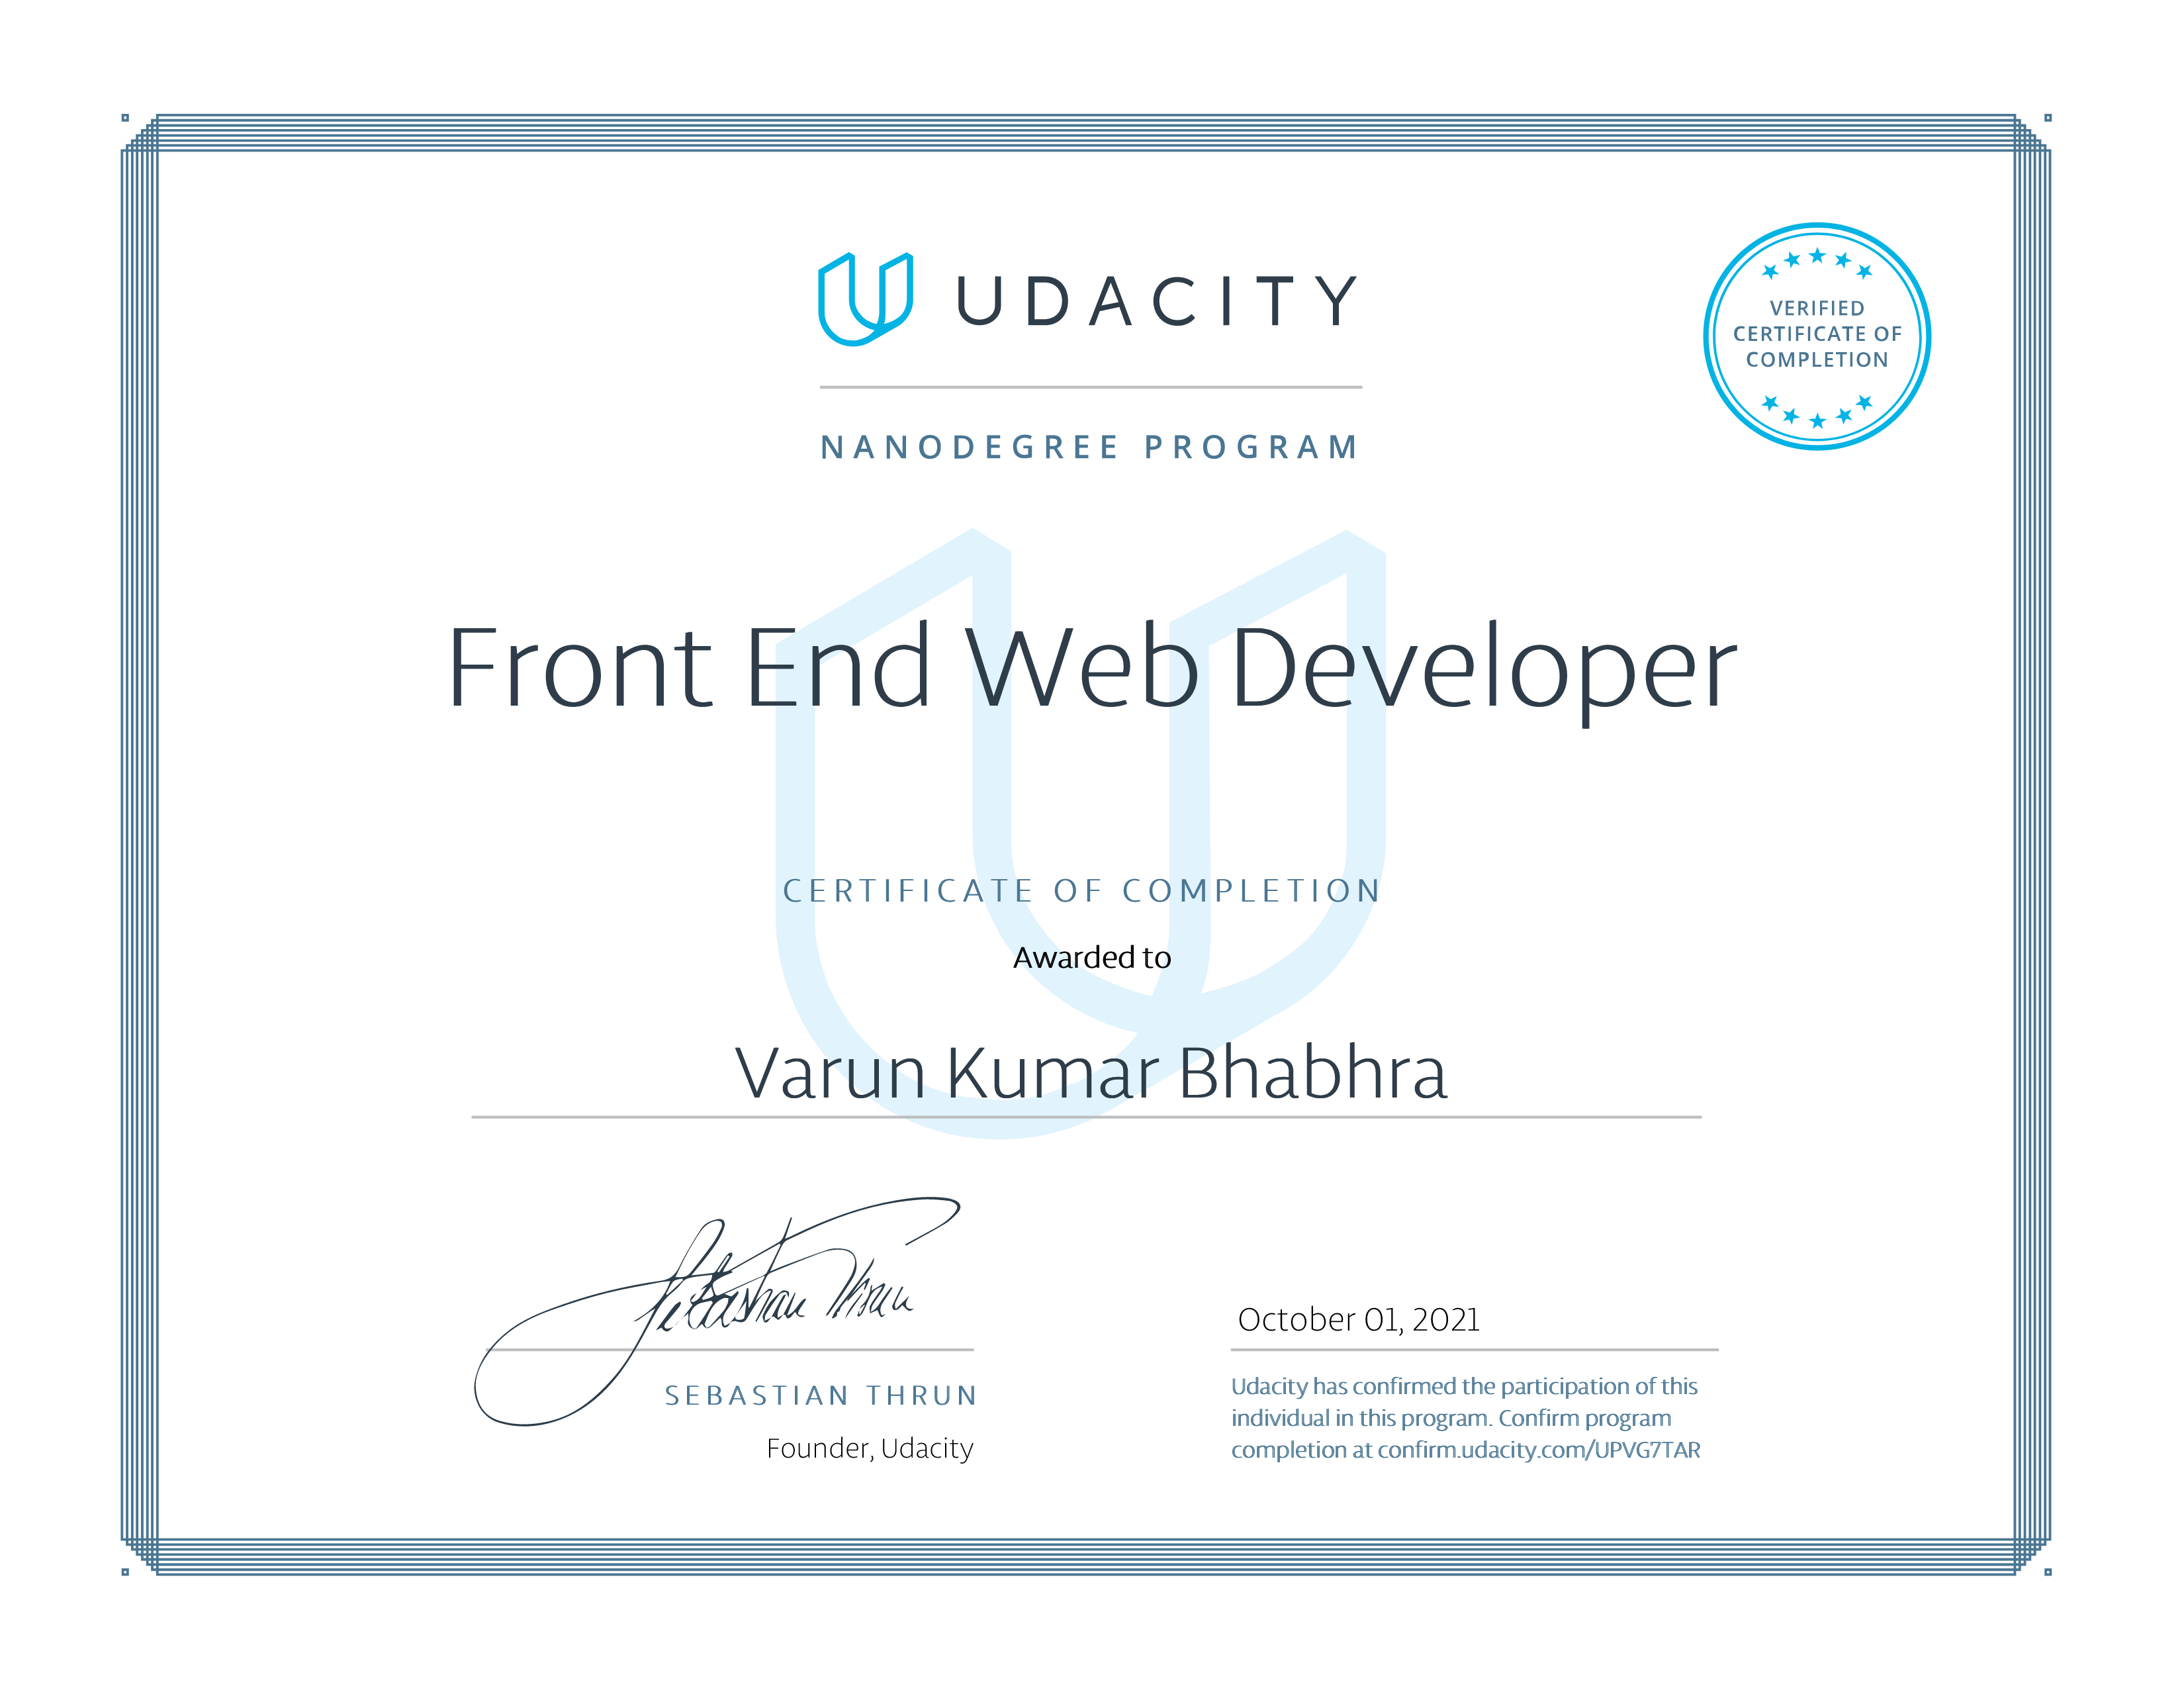 UDACITY
VERIFIED
CERTIFICATE OF
COMPLETION
NANODEGREE PROGRAM
Front End Web Developer
CERTIFICATE OF COMPLETION
Awarded to
Varun Kumar Bhabhra
Sebastian Thrun
SEBASTIAN THRUN
Founder, Udacity
October 01, 2021
Udacity has confirmed the participation of this
individual in this program. Confirm program
completion at confirm.udacity.com/UPVG7TAR